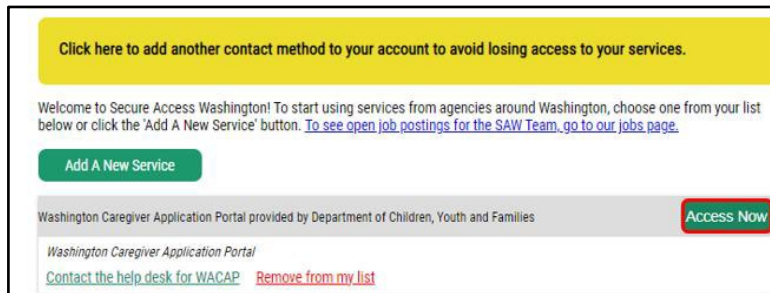 Click here to add another contact method to your account to avoid losing access to your services.
Welcome to Secure Access Washington! To start using services from agencies around Washington, choose one from your list
below or click the 'Add A New Service' button. To see open job postings for the SAW Team, go to our jobs page.
Add A New Service
Washington Caregiver Application Portal provided by Department of Children, Youth and Families Access Now
Washington Caregiver Application Portal
Contact the help desk for WACAP Remove from my list